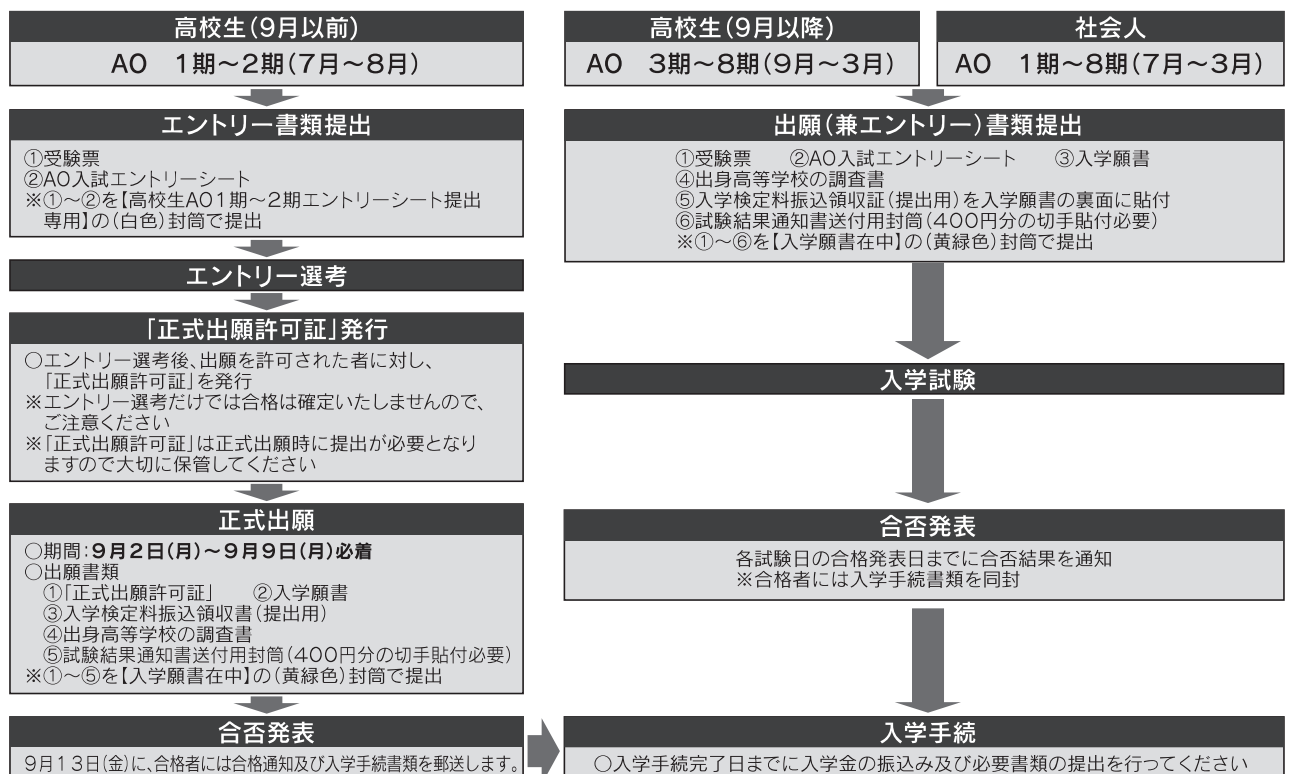 高校生(9月以前)
AO 1期～2期(7月～8月)
エントリー書類提出
①受験票
②AO入試エントリーシート
※①～②を【高校生AO1期～2期エントリーシート提出
専用】の(白色)封筒で提出
エントリー選考
「正式出願許可証」発行
○エントリー選考後、出願を許可された者に対し、
「正式出願許可証」を発行
※エントリー選考だけでは合格は確定いたしませんので、
ご注意ください
※「正式出願許可証」は正式出願時に提出が必要となり
ますので大切に保管してください
正式出願
○期間:9月2日(月)～9月9日(月)必着
○出願書類
①「正式出願許可証」 ②入学願書
③入学検定料振込領収書(提出用)
④出身高等学校の調査書
⑤試験結果通知書送付用封筒(400円分の切手貼付必要)
※①～⑤を【入学願書在中】の(黄緑色)封筒で提出
合否発表
9月13日(金)に、合格者には合格通知及び入学手続書類を郵送します。
高校生(9月以降)
AO 3期～8期(9月～3月)
社会人
AO 1期～8期(7月～3月)
出願(兼エントリー)書類提出
①受験票 ②AO入試エントリーシート ③入学願書
④出身高等学校の調査書
⑤入学検定料振込領収証(提出用)を入学願書の裏面に貼付
⑥試験結果通知書送付用封筒(400円分の切手貼付必要)
※①～⑥を【入学願書在中】の(黄緑色)封筒で提出
入学試験
合否発表
各試験日の合格発表日までに合否結果を通知
※合格者には入学手続書類を同封
入学手続
○入学手続完了日までに入学金の振込み及び必要書類の提出を行ってください